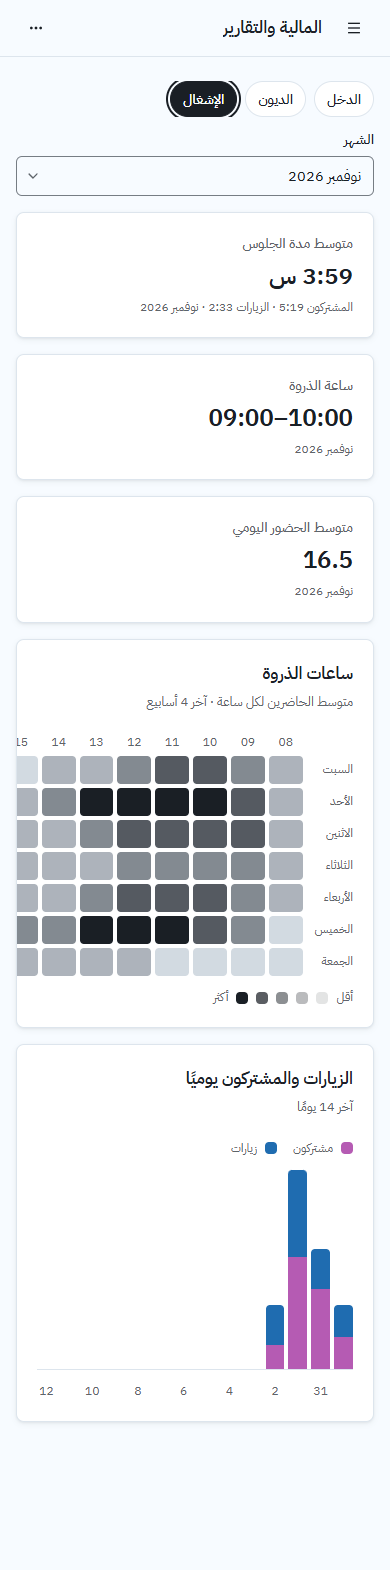 المالية والتقارير
الدخل
الديون
الإشغال
الشهر
نوفمبر 2026
متوسط مدة الجلوس
3:59 س
المشتركون 5:19 · الزيارات 2:33 · نوفمبر 2026
ساعة الذروة
09:00–10:00
نوفمبر 2026
متوسط الحضور اليومي
16.5
نوفمبر 2026
ساعات الذروة
متوسط الحاضرين لكل ساعة · آخر 4 أسابيع
08 09 10 11 12 13 14 15
السبت
الأحد
الاثنين
الثلاثاء
الأربعاء
الخميس
الجمعة
أقل
أكثر
الزيارات والمشتركون يوميًا
آخر 14 يومًا
مشتركون
زيارات
31 2 4 6 8 10 12